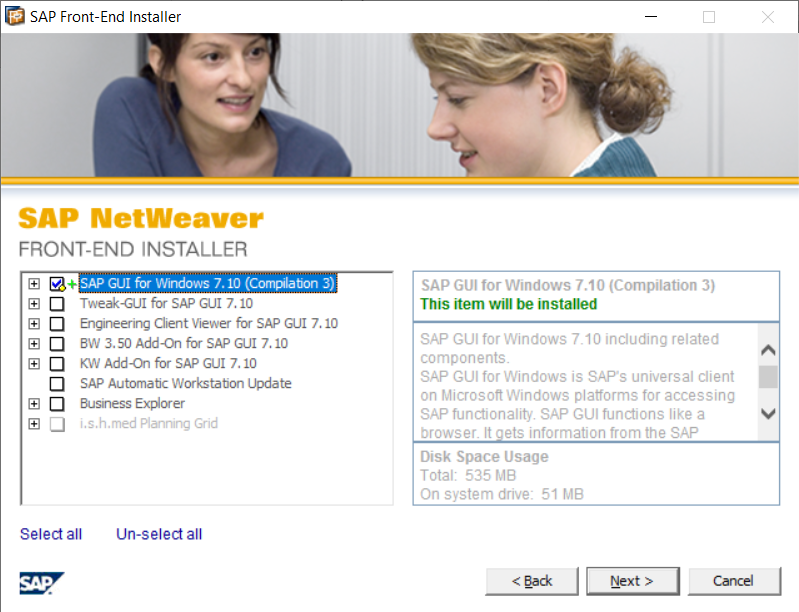 SAP Front-End Installer
SAP NetWeaver
FRONT-END INSTALLER
SAP GUI for Windows 7.10 (Compilation 3)
Tweak-GUI for SAP GUI 7.10
Engineering Client Viewer for SAP GUI 7.10
BW 3.50 Add-On for SAP GUI 7.10
KW Add-On for SAP GUI 7.10
SAP Automatic Workstation Update
Business Explorer
i.s.h.med Planning Grid
SAP GUI for Windows 7.10 (Compilation 3)
This item will be installed
SAP GUI for Windows 7.10 including related
components.
SAP GUI for Windows is SAP's universal client
on Microsoft Windows platforms for accessing
SAP functionality. SAP GUI functions like a
browser. It gets information from the SAP
Disk Space Usage
Total: 535 MB
On system drive: 51 MB
Select all Un-select all
SAP
< Back Next > Cancel